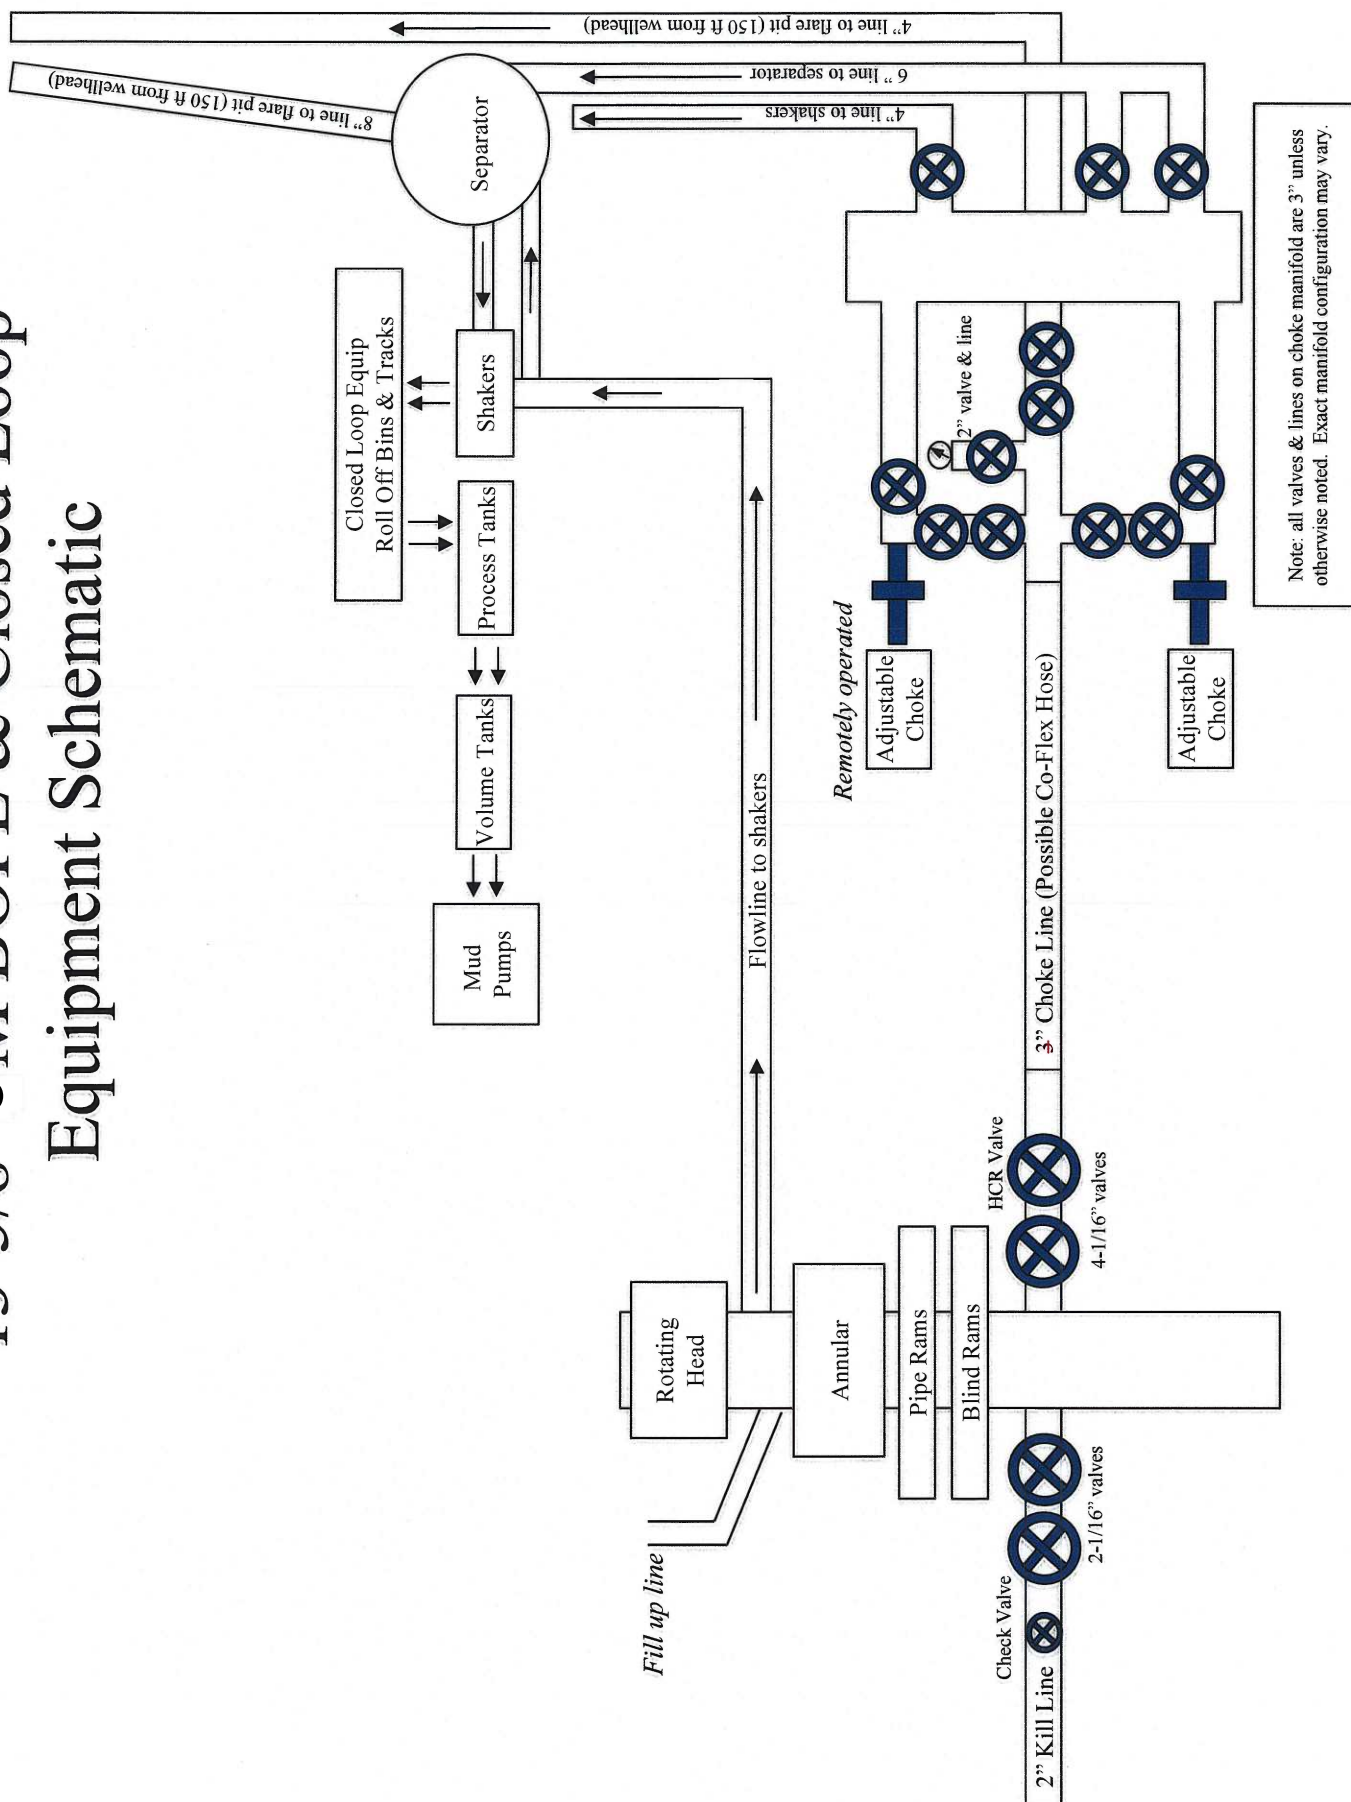 Equipment Schematic
4” line to flare pit (150 ft from wellhead)
8” line to flare pit (150 ft from wellhead)
6” line to separator
4” line to shakers
Separator
Closed Loop Equip
Roll Off Bins & Tracks
Shakers
Process Tanks
Volume Tanks
Mud
Pumps
Flowline to shakers
2” valve & line
Remotely operated
Adjustable
Choke
Adjustable
Choke
Note: all valves & lines on choke manifold are 3” unless
otherwise noted. Exact manifold configuration may vary.
3” Choke Line (Possible Co-Flex Hose)
HCR Valve
4-1/16” valves
Rotating
Head
Annular
Pipe Rams
Blind Rams
Fill up line
2-1/16” valves
Check Valve
2” Kill Line